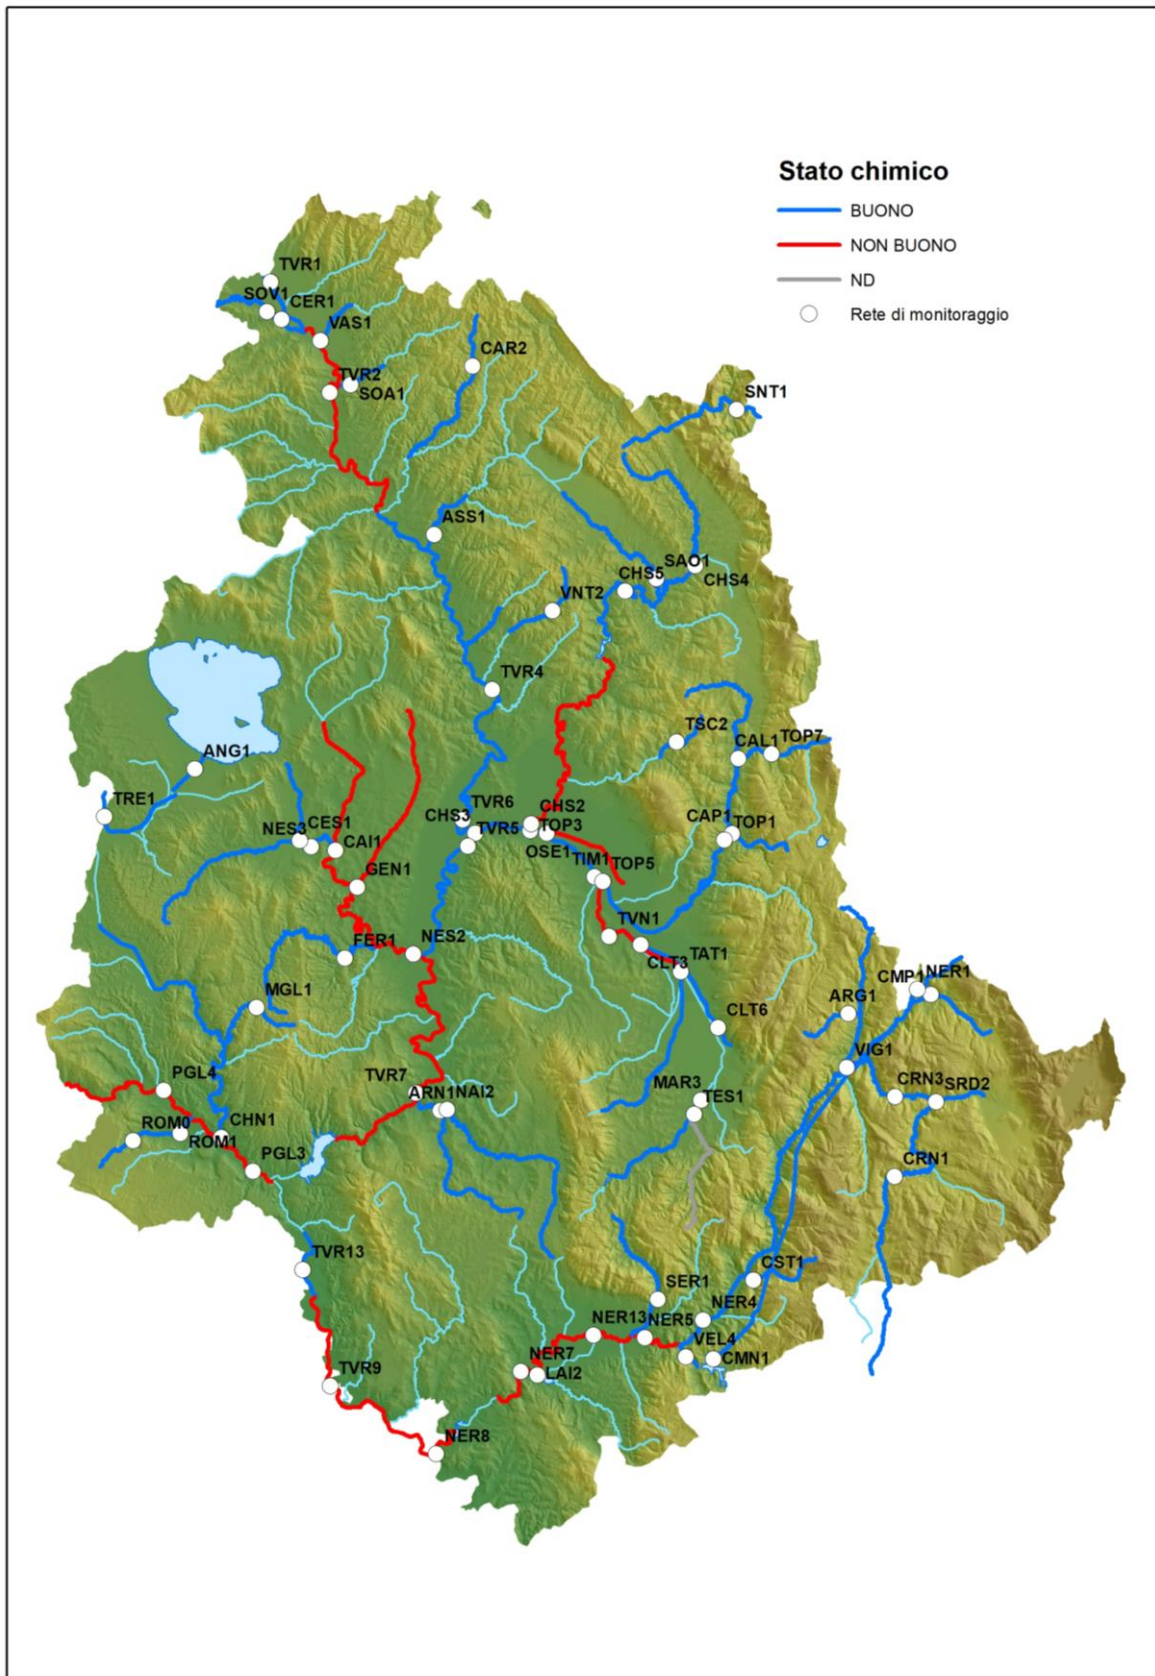 Stato chimico
BUONO
NON BUONO
ND
Rete di monitoraggio
TVR1
SOV1
CER1
VAS1
TVR2
SOA1
CAR2
SNT1
ASS1
SAO1
CHS5
CHS4
VNT2
TVR4
TSC2
CAL1
TOP7
ANG1
TRE1
TVR6
CHS2
CHS3
TVR5
TOP3
CAP1
TOP1
NES3
CES1
CAI1
OSE1
TIM1
TOP5
GEN1
TVN1
FER1
NES2
CLT3
TAT1
CMP1
NER1
MGL1
ARG1
CLT6
VIG1
PGL4
TVR7
ARN1
NAI2
MAR3
TES1
CRN3
SRD2
ROM0
ROM1
CHN1
PGL3
CRN1
TVR13
CST1
SER1
NER4
NER13
NER5
VEL4
CMN1
NER7
LAI2
TVR9
NER8